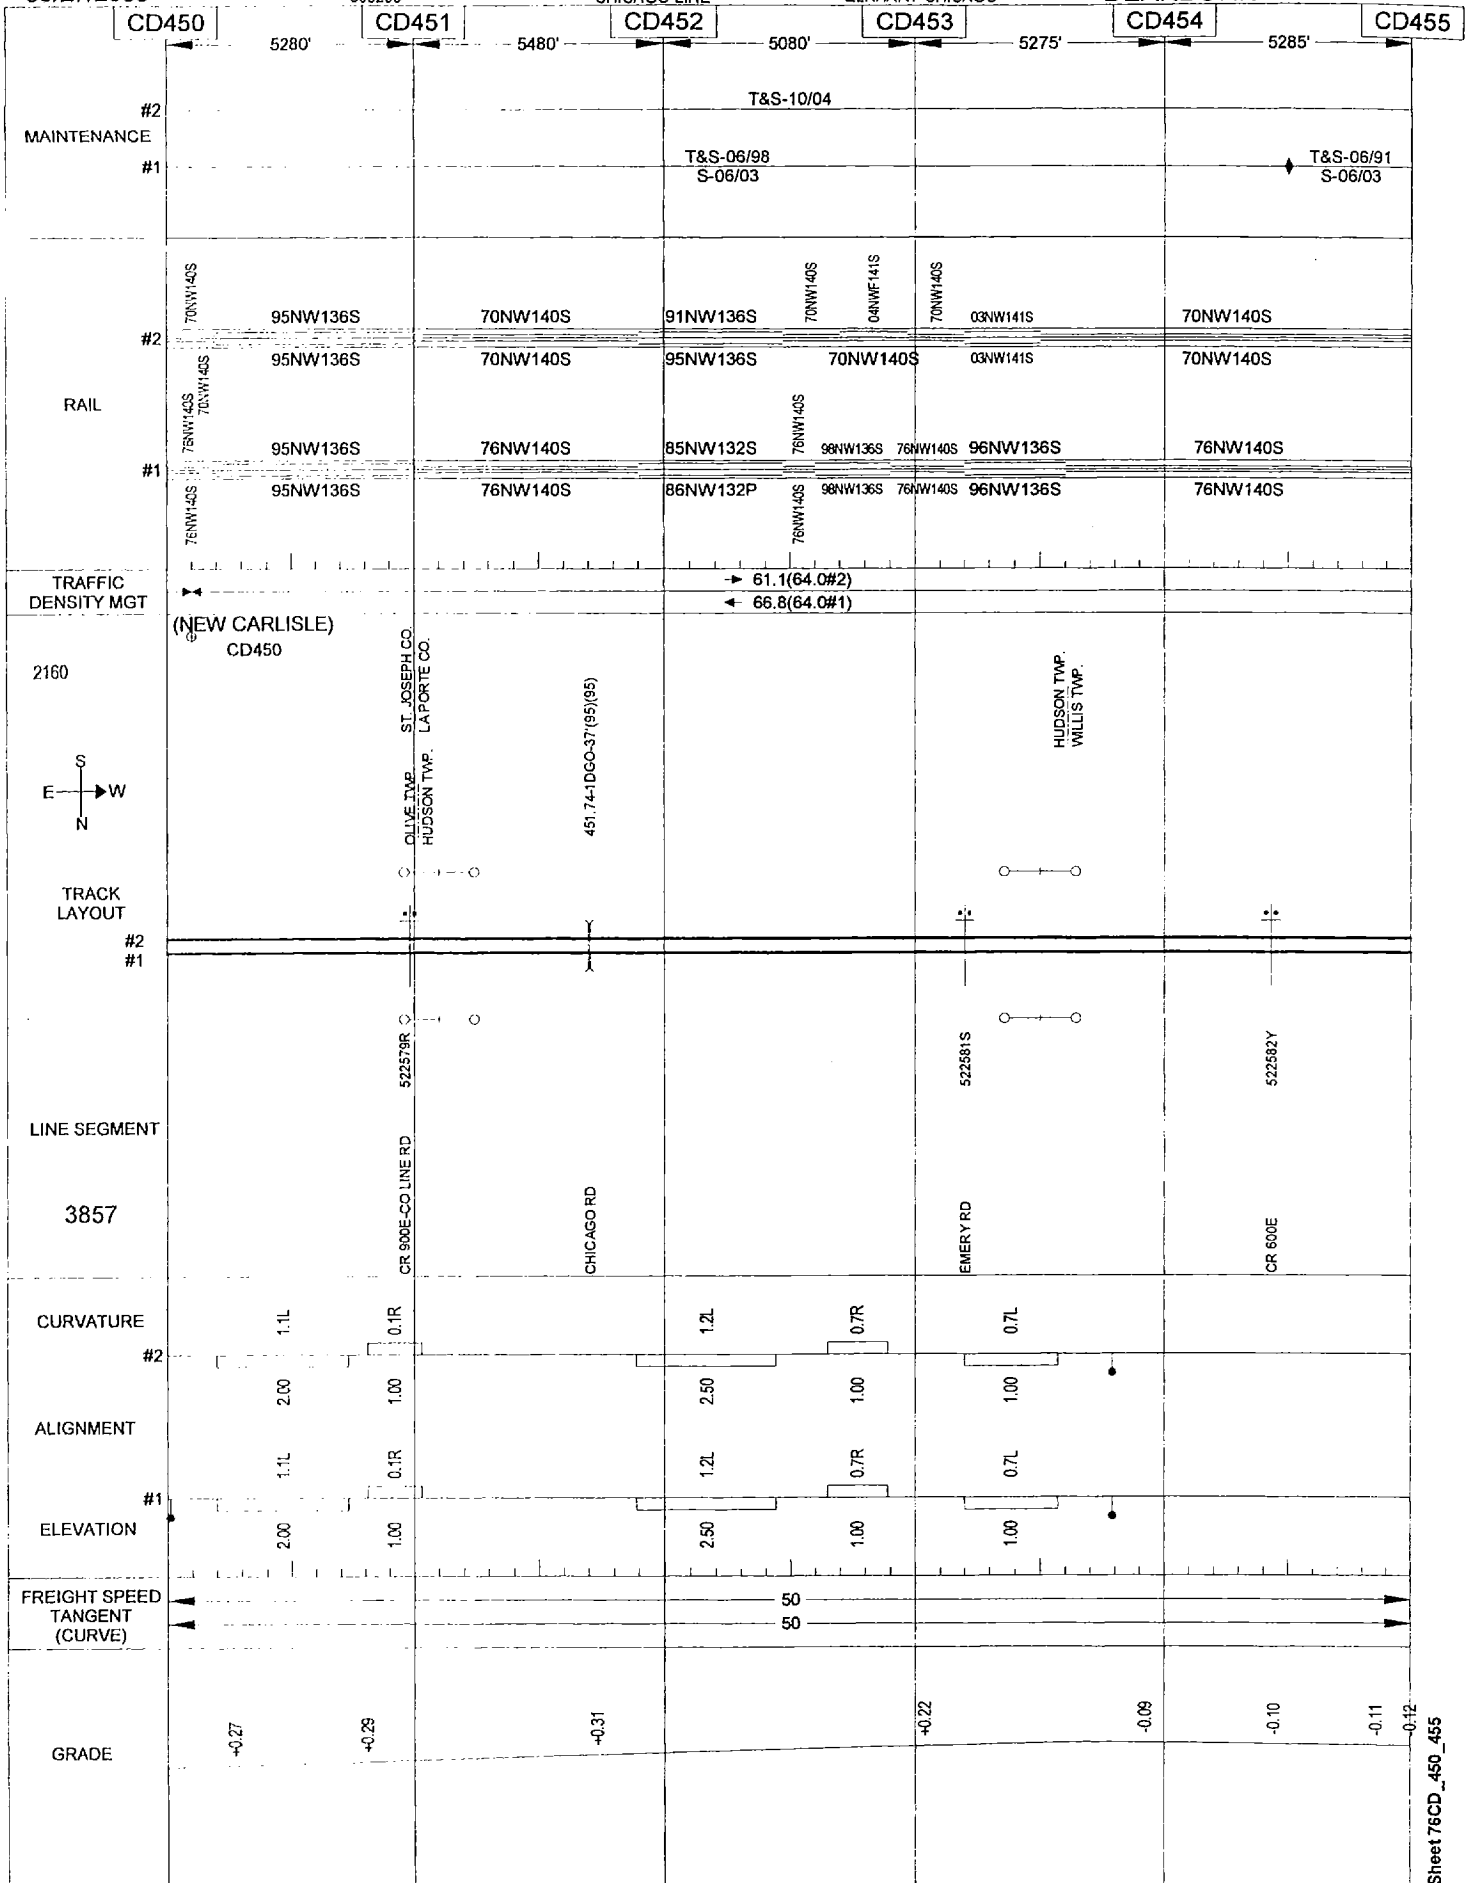 CHICAGO LINE
CD450 CD451 CD452 CD453 CD454 CD455
5280' 5480' 5080' 5275' 5285'
#2 T&S-10/04
MAINTENANCE
#1 T&S-06/98 T&S-06/91
S-06/03 S-06/03
70NW140S 70NW140S 04NWF141S 70NW140S
95NW136S 70NW140S 91NW136S 03NW141S 70NW140S
#2
95NW136S 70NW140S 95NW136S 70NW140S 03NW141S 70NW140S
RAIL
76NW140S 70NW140S 76NW140S
95NW136S 76NW140S 85NW132S 98NW136S 76NW140S 96NW136S 76NW140S
#1
95NW136S 76NW140S 86NW132P 98NW136S 76NW140S 96NW136S 76NW140S
76NW140S 76NW140S
TRAFFIC
DENSITY MGT
61.1(64.0#2)
66.8(64.0#1)
(NEW CARLISLE)
CD450
2160
OLIVE TWP. ST. JOSEPH CO.
HUDSON TWP. LAPORTE CO.
451.74-1DGO-37'(95)(95)
HUDSON TWP.
WILLIS TWP.
S
E W
N
TRACK
LAYOUT
#2
#1
522579R 522581S 522582Y
LINE SEGMENT
3857
CR 900E-CO LINE RD CHICAGO RD EMERY RD CR 600E
CURVATURE
1.1L 0.1R 1.2L 0.7R 0.7L
#2
2.00 1.00 2.50 1.00 1.00
ALIGNMENT
1.1L 0.1R 1.2L 0.7R 0.7L
#1
ELEVATION
2.00 1.00 2.50 1.00 1.00
FREIGHT SPEED
TANGENT
(CURVE)
50
50
GRADE
+0.27 +0.29 +0.31 +0.22 -0.09 -0.10 -0.11 -0.12
Sheet 76CD_450_455